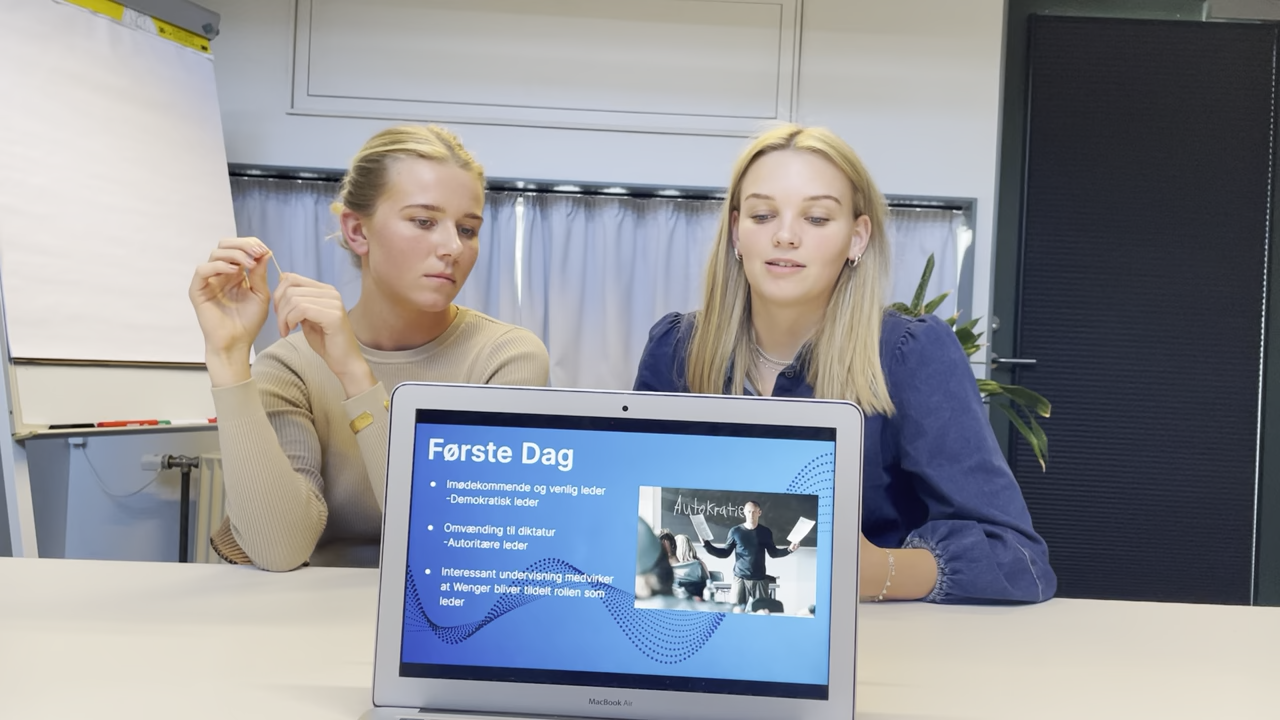 Første Dag
Imødekommende og venlig leder
-Demokratisk leder
Omvænding til diktatur
-Autoritære leder
Interessant undervisning medvirker
at Wenger bliver tildelt rollen som
leder
Autokratie
MacBook Air